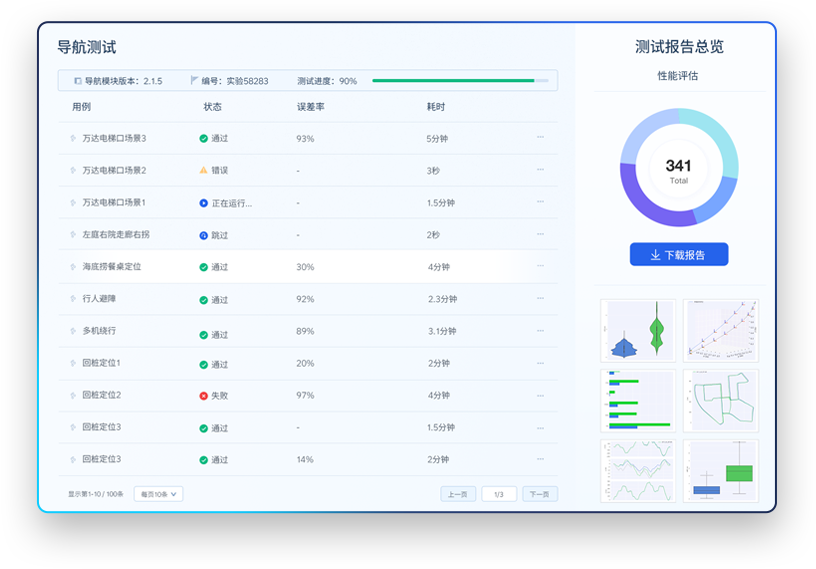 导航测试
导航模块版本：2.1.5 编号：实验58283 测试进度：90%
用例 状态 误差率 耗时
万达电梯口场景3 通过 93% 5分钟 ...
万达电梯口场景2 错误 - 3秒 ...
万达电梯口场景1 正在运行... - 1.5分钟 ...
左庭右院走廊右拐 跳过 - 2秒 ...
海底捞餐桌定位 通过 30% 4分钟 ...
行人避障 通过 92% 2.3分钟 ...
多机绕行 通过 89% 3.1分钟 ...
回桩定位1 通过 20% 2分钟 ...
回桩定位2 失败 97% 4分钟 ...
回桩定位3 通过 - 1.5分钟 ...
回桩定位3 通过 14% 2分钟 ...
显示第1-10 / 100条 每页10条 上一页 1/3 下一页
测试报告总览
性能评估
341
Total
下载报告